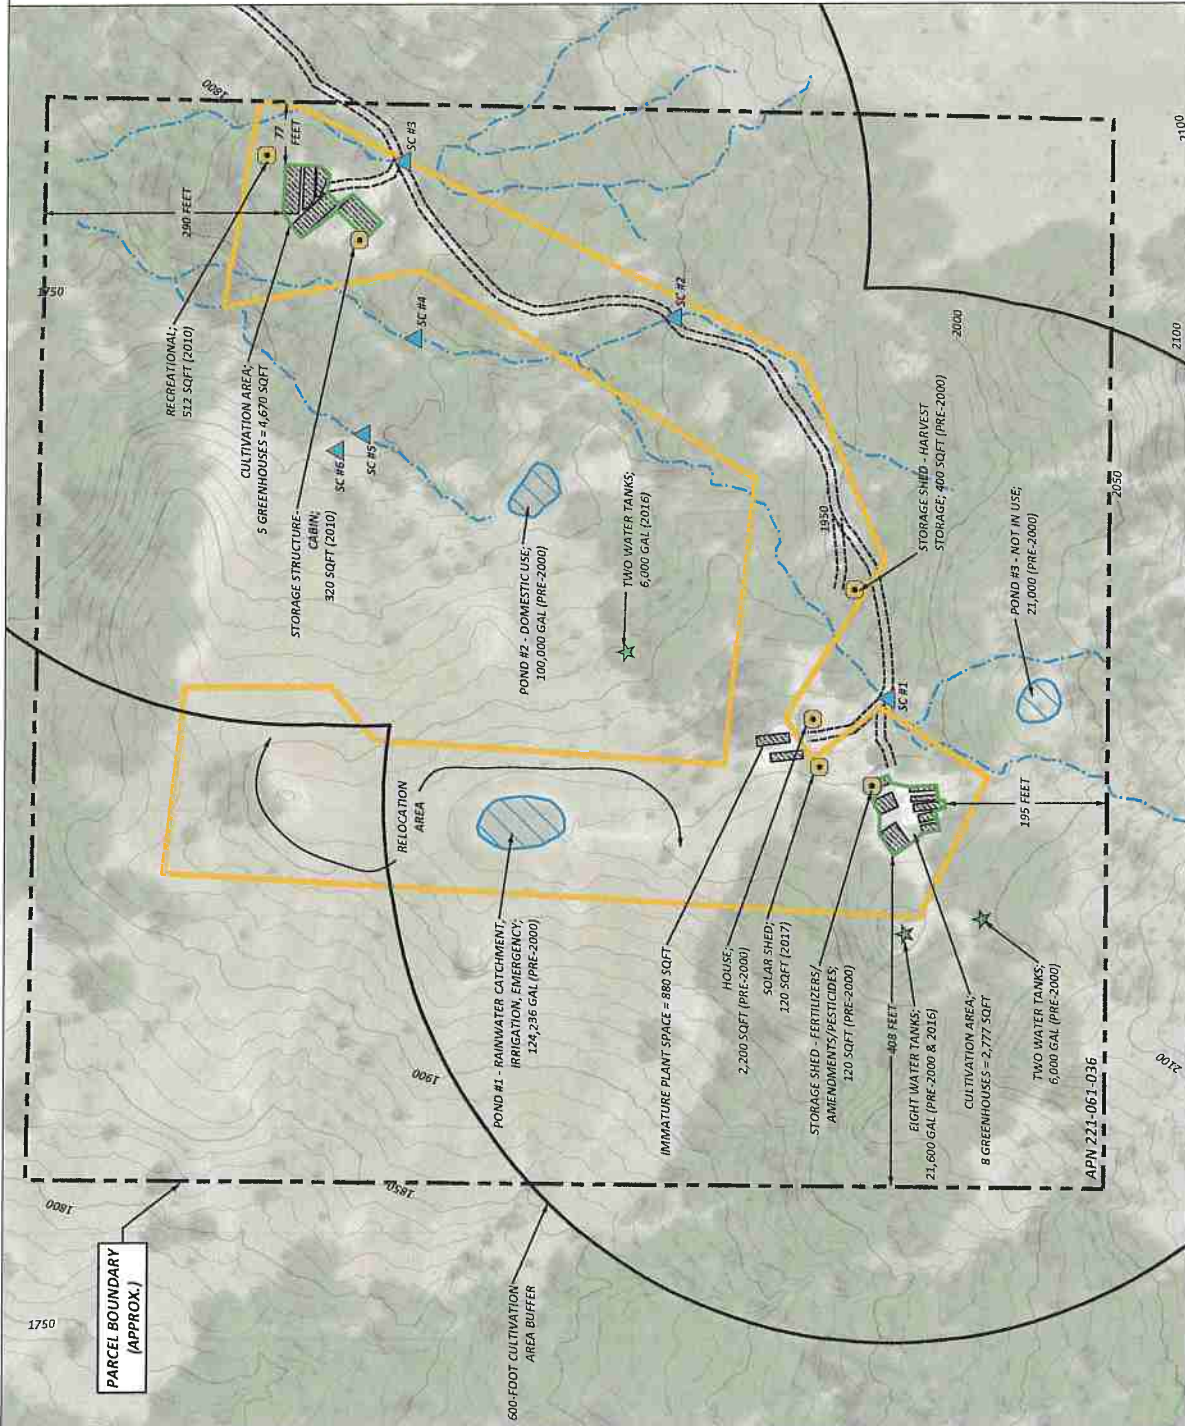 PARCEL BOUNDARY
(APPROX.)
1750
1800
1850
1900
600-FOOT CULTIVATION
AREA BUFFER
1750
290 FEET
1800
77
FEET
RECREATIONAL;
512 SQFT (2010)
CULTIVATION AREA;
5 GREENHOUSES = 4,670 SQFT
STORAGE STRUCTURE-
CABIN;
320 SQFT (2010)
SC #3
SC #4
SC #2
SC #6
SC #5
POND #2 - DOMESTIC USE;
100,000 GAL (PRE-2000)
TWO WATER TANKS;
6,000 GAL (2016)
RELOCATION
AREA
POND #1 - RAINWATER CATCHMENT,
IRRIGATION, EMERGENCY;
124,236 GAL (PRE-2000)
IMMATURE PLANT SPACE = 880 SQFT
HOUSE;
2,200 SQFT (PRE-2000)
SOLAR SHED;
120 SQFT (2017)
STORAGE SHED - FERTILIZERS/
AMENDMENTS/PESTICIDES;
120 SQFT (PRE-2000)
408 FEET
EIGHT WATER TANKS;
21,600 GAL (PRE-2000 & 2016)
CULTIVATION AREA;
8 GREENHOUSES = 2,777 SQFT
TWO WATER TANKS;
6,000 GAL (PRE-2000)
APN 221-061-036
2100
195 FEET
SC #1
1950
STORAGE SHED - HARVEST
STORAGE; 400 SQFT (PRE-2000)
POND #3 - NOT IN USE;
21,000 (PRE-2000)
2000
2050
2100
2100